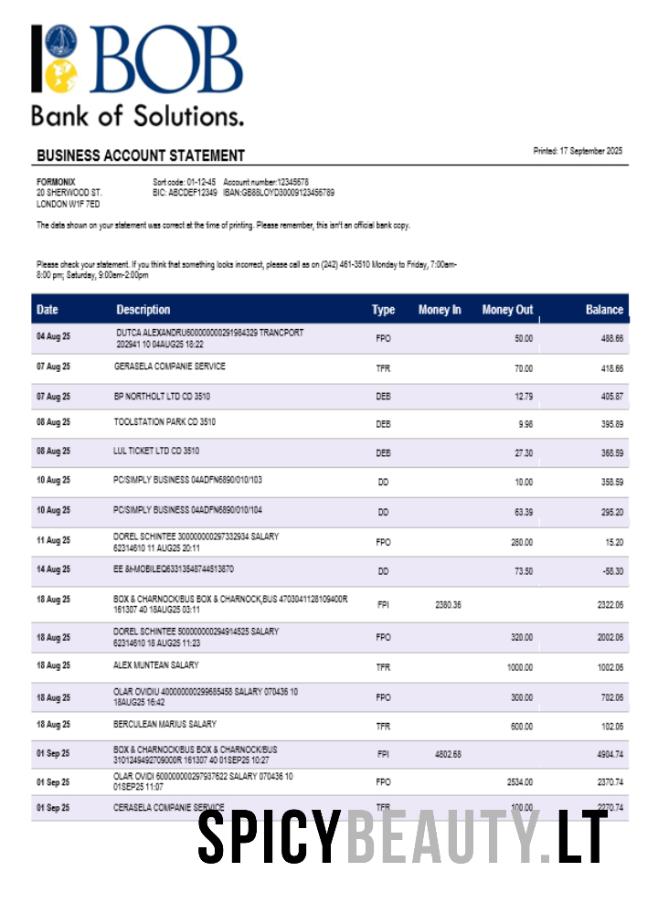 BOB
Bank of Solutions.
BUSINESS ACCOUNT STATEMENT
Printed: 17 September 2025
FORMONIX Sort code: 01-12-45 Account number:12345678
20 SHERWOOD ST. BIC: ABCDEF12349 IBAN:GB88LOYD30009123456789
LONDON W1F 7ED
The data shown on your statement was correct at the time of printing. Please remember, this isn't an official bank copy.
Please check your statement. If you think that something looks incorrect, please call as on (242) 461-3510 Monday to Friday, 7:00am-
8:00 pm; Saturday, 9:00am-2:00pm
Date Description Type Money In Money Out Balance
04 Aug 25 DUTCA ALEXANDRU600000000291984329 TRANCPORT FPO 50.00 488.66
202941 10 04AUG25 18:22
07 Aug 25 GERASELA COMPANIE SERVICE TFR 70.00 418.66
07 Aug 25 BP NORTHOLT LTD CD 3510 DEB 12.79 405.87
08 Aug 25 TOOLSTATION PARK CD 3510 DEB 9.98 395.89
08 Aug 25 LUL TICKET LTD CD 3510 DEB 27.30 368.59
10 Aug 25 PC/SIMPLY BUSINESS 04ADFN6890/010/103 DD 10.00 358.59
10 Aug 25 PC/SIMPLY BUSINESS 04ADFN6890/010/104 DD 63.39 295.20
11 Aug 25 DOREL SCHINTEE 300000000297332934 SALARY FPO 280.00 15.20
62314610 11 AUG25 20:11
14 Aug 25 EE &MOBILEQ63313548744513870 DD 73.50 -58.30
18 Aug 25 BOX & CHARNOCK/BUS BOX & CHARNOCK,BUS 4703041128109400R FPI 2380.36 2322.06
161307 40 18AUG25 03:11
18 Aug 25 DOREL SCHINTEE 500000000294914525 SALARY FPO 320.00 2002.06
62314610 18 AUG25 11:23
18 Aug 25 ALEX MUNTEAN SALARY TFR 1000.00 1002.06
18 Aug 25 OLAR OVIDIU 400000000299685458 SALARY 070436 10 FPO 300.00 702.06
18AUG25 16:42
18 Aug 25 BERCULEAN MARIUS SALARY TFR 600.00 102.06
01 Sep 25 BOX & CHARNOCK/BUS BOX & CHARNOCK/BUS FPI 4802.68 4904.74
3101249492709000R 161307 40 01SEP25 10:27
01 Sep 25 OLAR OVIDI 600000000297937622 SALARY 070436 10 FPO 2534.00 2370.74
01SEP25 11:07
01 Sep 25 CERASELA COMPANIE SERVICE TFR 100.00 2270.74
SPICYBEAUTY.LT